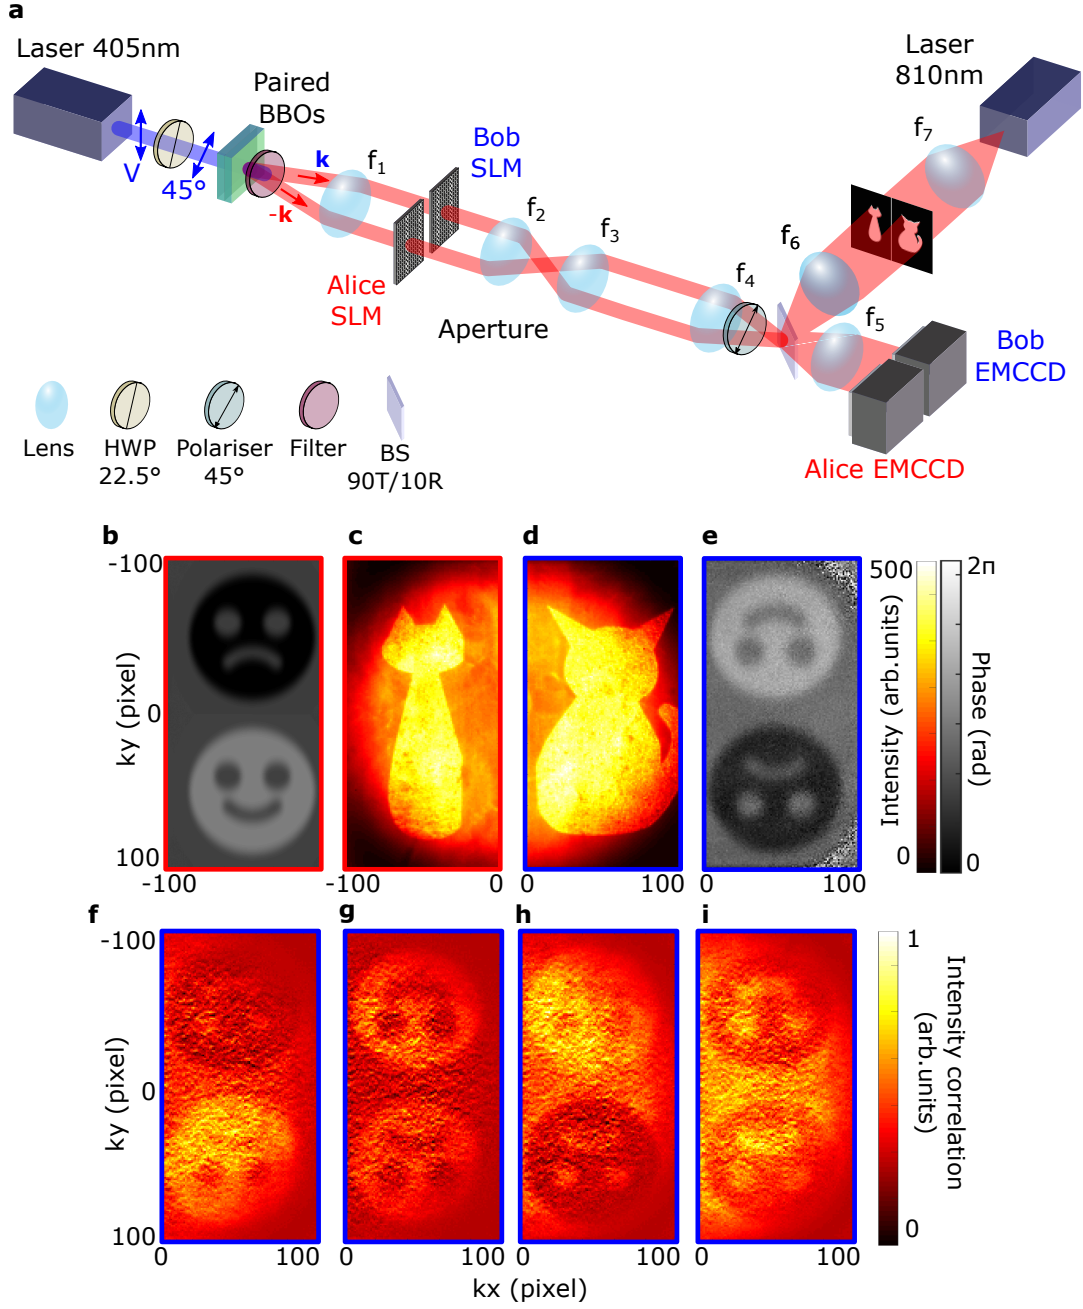 a
Laser 405nm
Paired
BBOs
Bob
SLM
Laser
810nm
V
45°
k
-k
f1
f2
f3
f4
f5
f6
f7
Alice
SLM
Aperture
Bob
EMCCD
Alice EMCCD
Lens
HWP
22.5°
Polariser
45°
Filter
BS
90T/10R
b
c
d
e
-100
0
100
ky (pixel)
-100
0
0
100
0
100
500
0
Intensity (arb.units)
2π
0
Phase (rad)
f
g
h
i
-100
0
100
ky (pixel)
0
100
0
100
0
100
0
100
kx (pixel)
1
0
Intensity correlation
(arb.units)